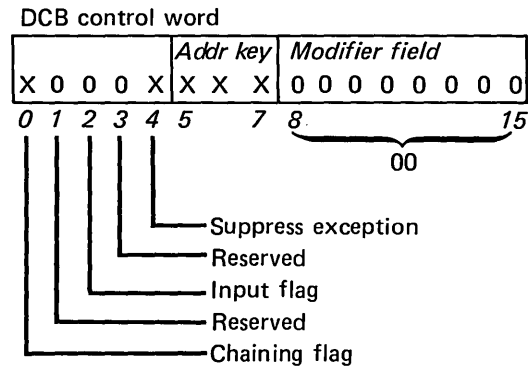 DCB control word
Addr key Modifier field
X 0 0 0 X X X X 0 0 0 0 0 0 0 0
0 1 2 3 4 5 7 8 15
00
Suppress exception
Reserved
Input flag
Reserved
Chaining flag